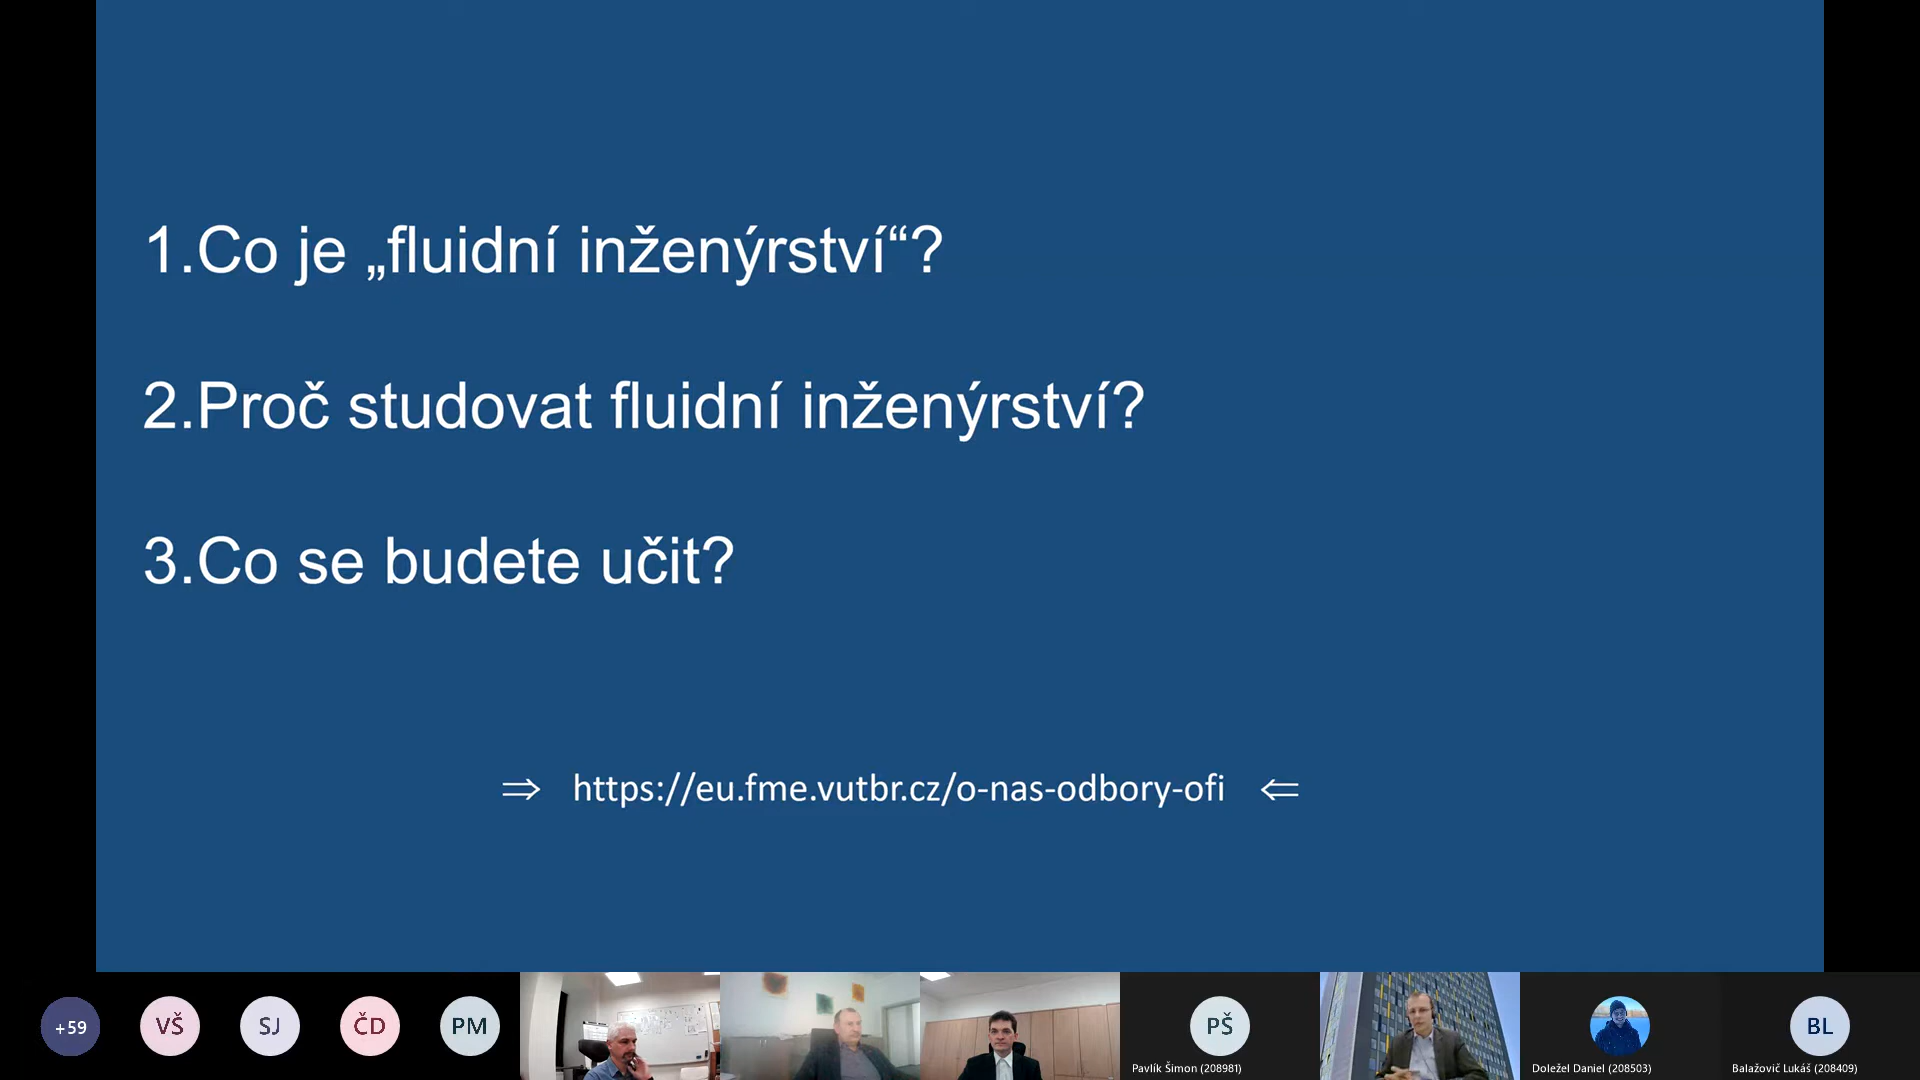 1.Co je „fluidní inženýrství“?
2.Proč studovat fluidní inženýrství?
3.Co se budete učit?
⇒ https://eu.fme.vutbr.cz/o-nas-odbory-ofi ⇐
+59
VŠ
SJ
ČD
PM
PŠ
Pavlík Šimon (208981)
Doležel Daniel (208503)
BL
Balažovič Lukáš (208409)